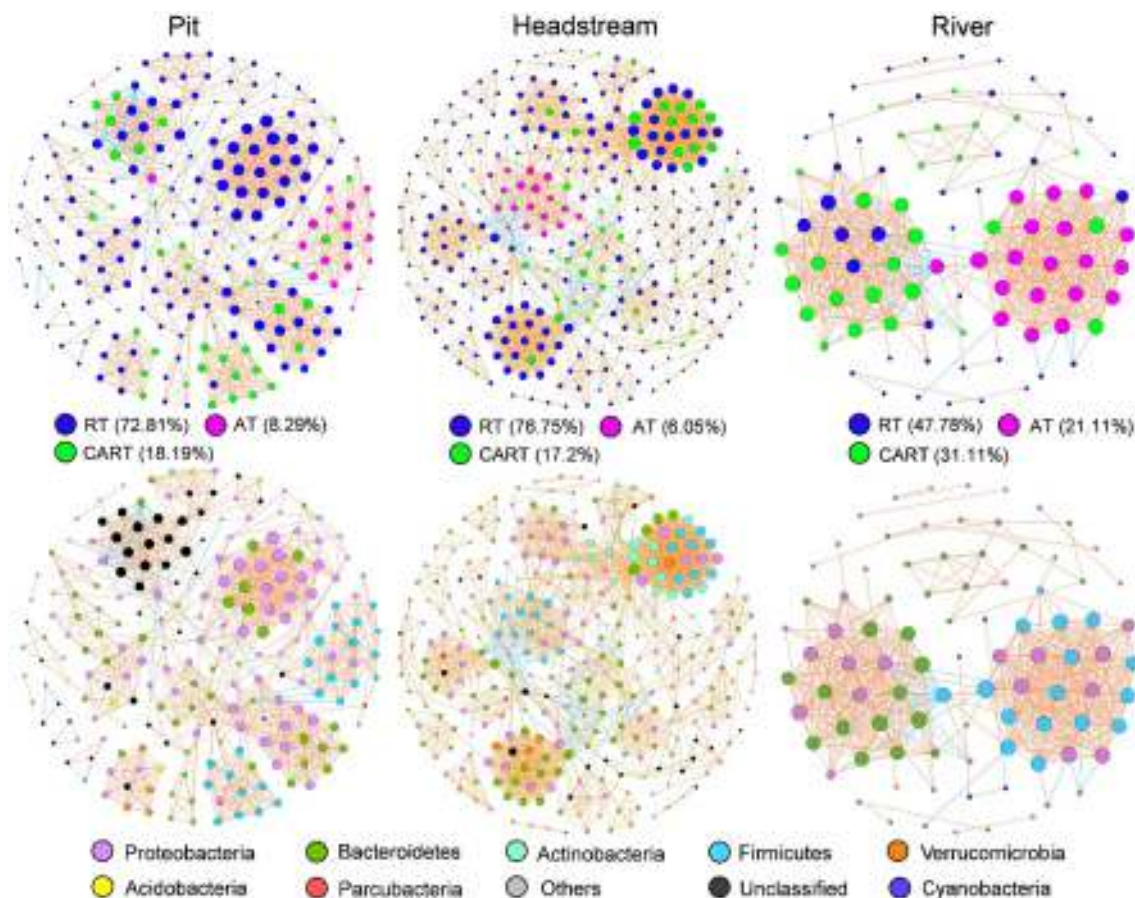 Pit Headstream River
RT (72.81%) AT (8.29%) RT (76.75%) AT (6.05%) RT (47.78%) AT (21.11%)
CART (18.19%) CART (17.2%) CART (31.11%)
Proteobacteria Bacteroidetes Actinobacteria Firmicutes Verrucomicrobia
Acidobacteria Parcubacteria Others Unclassified Cyanobacteria